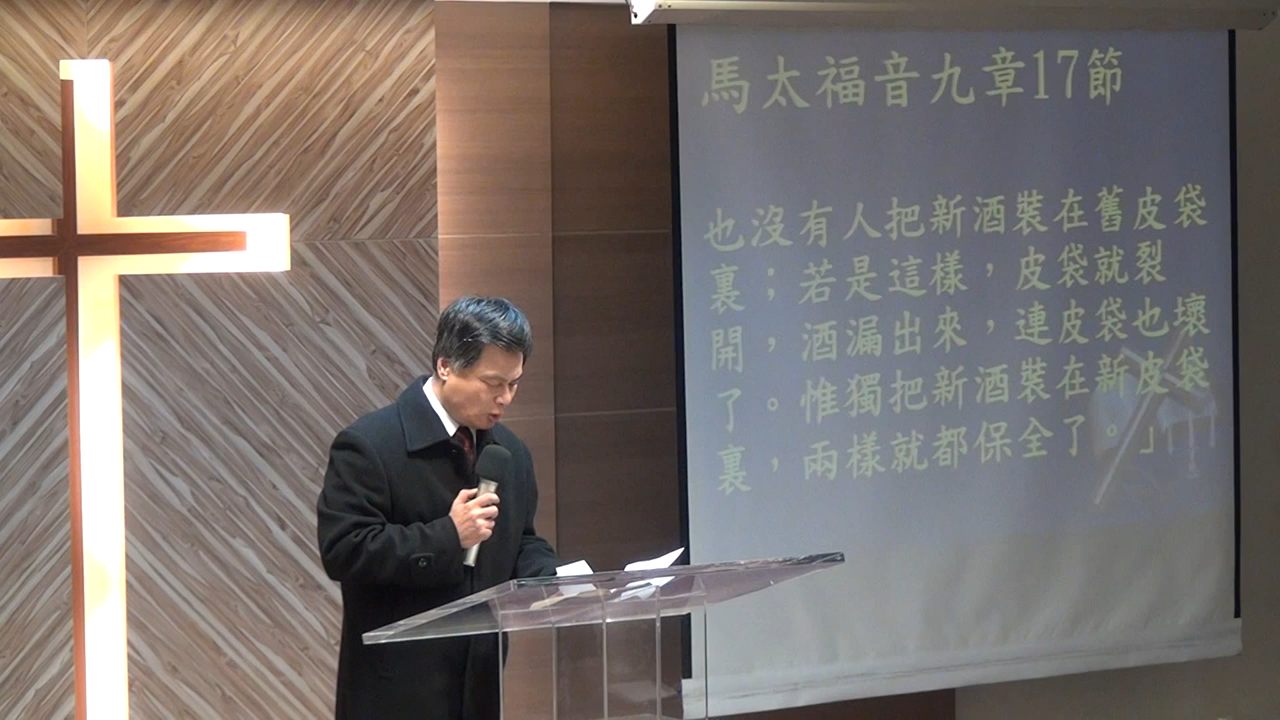 馬太福音九章17節
也沒有人把新酒裝在舊皮袋
裏；若是這樣，皮袋就裂
開，酒漏出來，連皮袋也壞
了。惟獨把新酒裝在新皮袋
裏，兩樣就都保全了。」